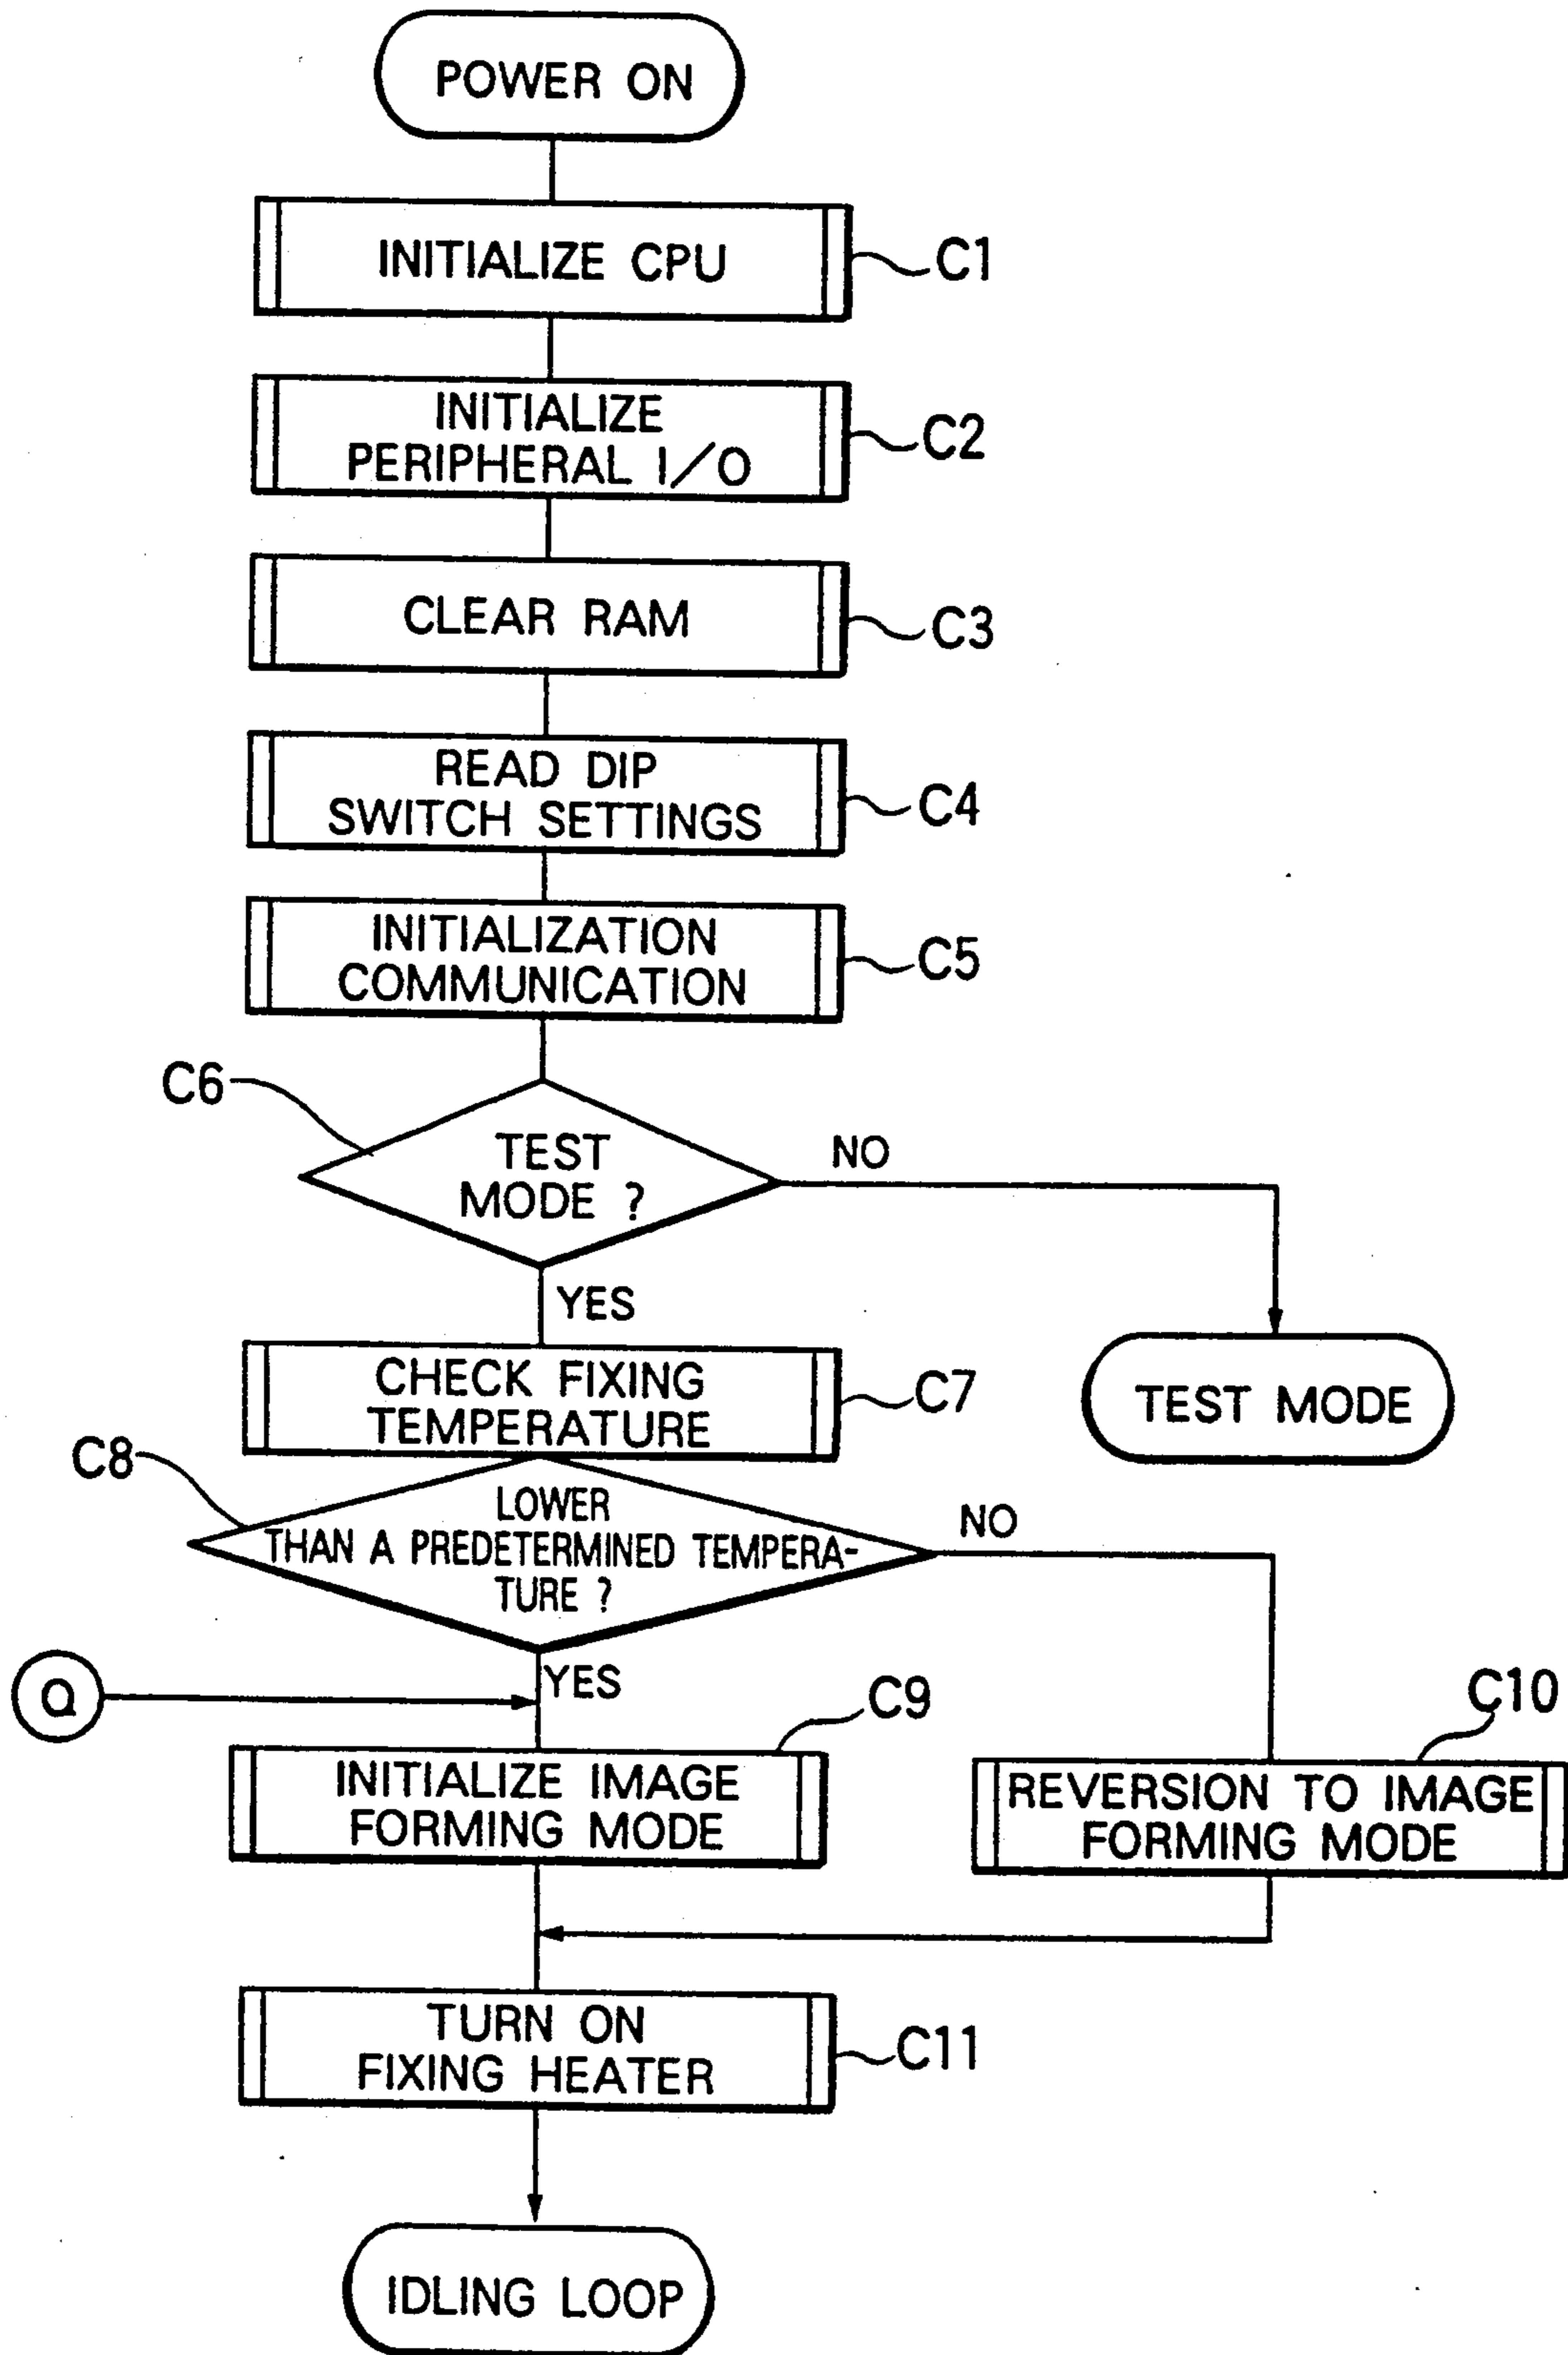 POWER ON
INITIALIZE CPU
C1
INITIALIZE
PERIPHERAL I/O
C2
CLEAR RAM
C3
READ DIP
SWITCH SETTINGS
C4
INITIALIZATION
COMMUNICATION
C5
C6
TEST
MODE ?
NO
YES
CHECK FIXING
TEMPERATURE
C7
TEST MODE
C8
LOWER
THAN A PREDETERMINED TEMPERA-
TURE ?
NO
YES
Q
C9
INITIALIZE IMAGE
FORMING MODE
C10
REVERSION TO IMAGE
FORMING MODE
TURN ON
FIXING HEATER
C11
IDLING LOOP